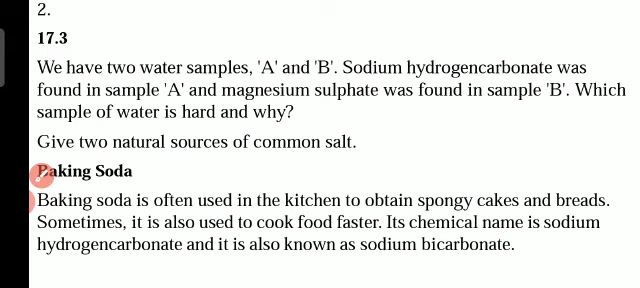 2.
17.3
We have two water samples, 'A' and 'B'. Sodium hydrogencarbonate was
found in sample 'A' and magnesium sulphate was found in sample 'B'. Which
sample of water is hard and why?
Give two natural sources of common salt.
Baking Soda
Baking soda is often used in the kitchen to obtain spongy cakes and breads.
Sometimes, it is also used to cook food faster. Its chemical name is sodium
hydrogencarbonate and it is also known as sodium bicarbonate.